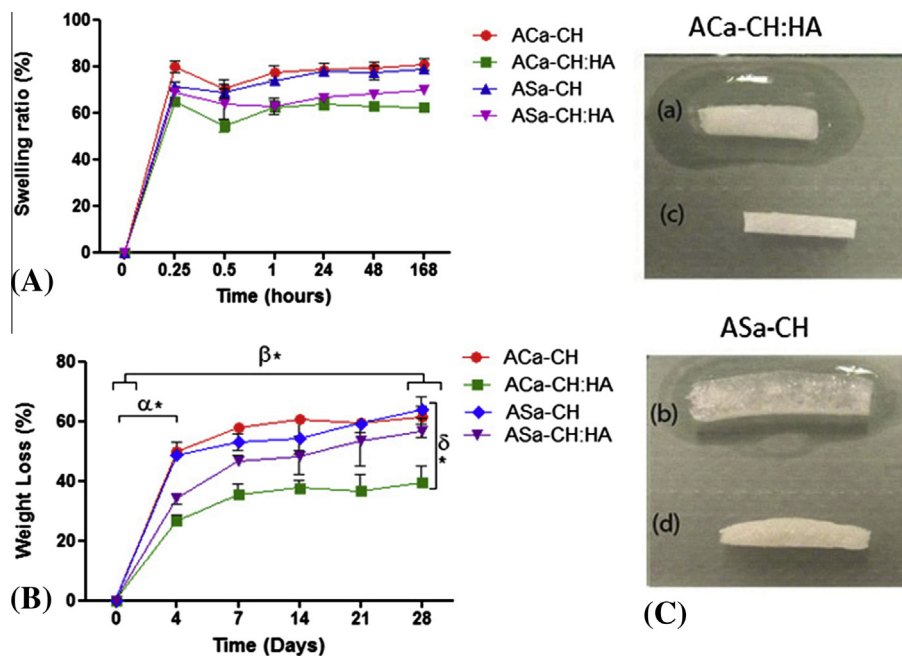 100
80
60
40
20
0
Swelling ratio (%)
0 0.25 0.5 1 24 48 168
Time (hours)
ACa-CH
ACa-CH:HA
ASa-CH
ASa-CH:HA
(A)
80
60
40
20
0
Weight Loss (%)
β*
α*
δ*
0 4 7 14 21 28
Time (Days)
ACa-CH
ACa-CH:HA
ASa-CH
ASa-CH:HA
(B)
ACa-CH:HA
(a)
(c)
ASa-CH
(b)
(d)
(C)